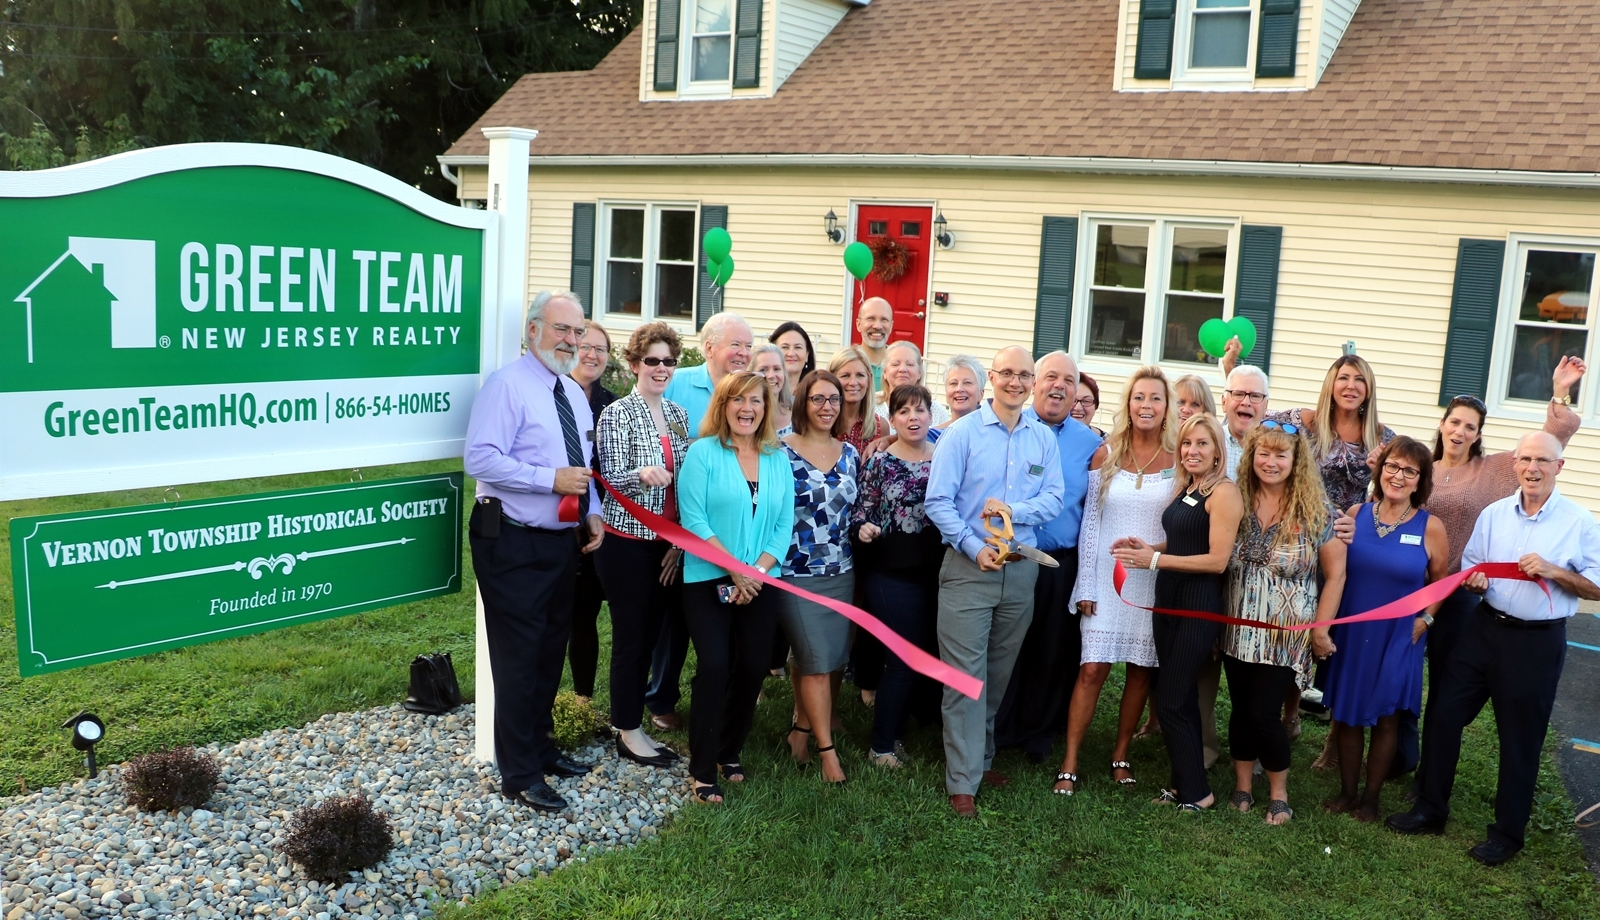 GREEN TEAM
® NEW JERSEY REALTY
GreenTeamHQ.com | 866-54-HOMES
VERNON TOWNSHIP HISTORICAL SOCIETY
Founded in 1970